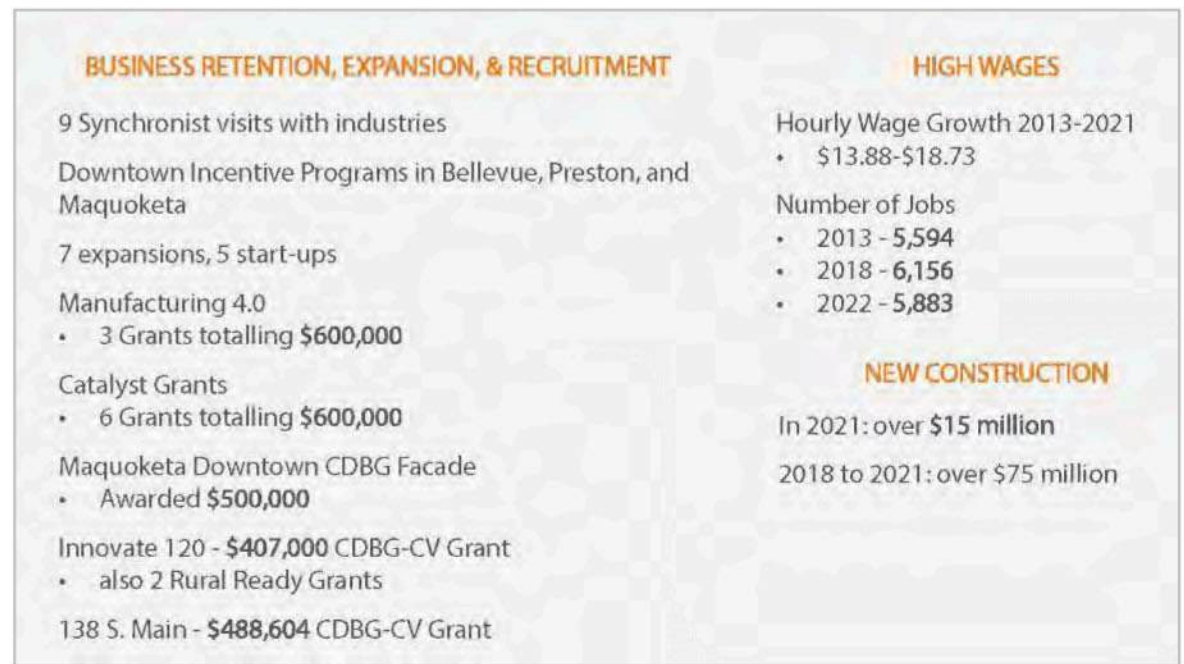 BUSINESS RETENTION, EXPANSION, & RECRUITMENT
9 Synchronist visits with industries
Downtown Incentive Programs in Bellevue, Preston, and
Maquoketa
7 expansions, 5 start-ups
Manufacturing 4.0
• 3 Grants totalling $600,000
Catalyst Grants
• 6 Grants totalling $600,000
Maquoketa Downtown CDBG Facade
• Awarded $500,000
Innovate 120 - $407,000 CDBG-CV Grant
• also 2 Rural Ready Grants
138 S. Main - $488,604 CDBG-CV Grant
HIGH WAGES
Hourly Wage Growth 2013-2021
• $13.88-$18.73
Number of Jobs
• 2013 - 5,594
• 2018 - 6,156
• 2022 - 5,883
NEW CONSTRUCTION
In 2021: over $15 million
2018 to 2021: over $75 million